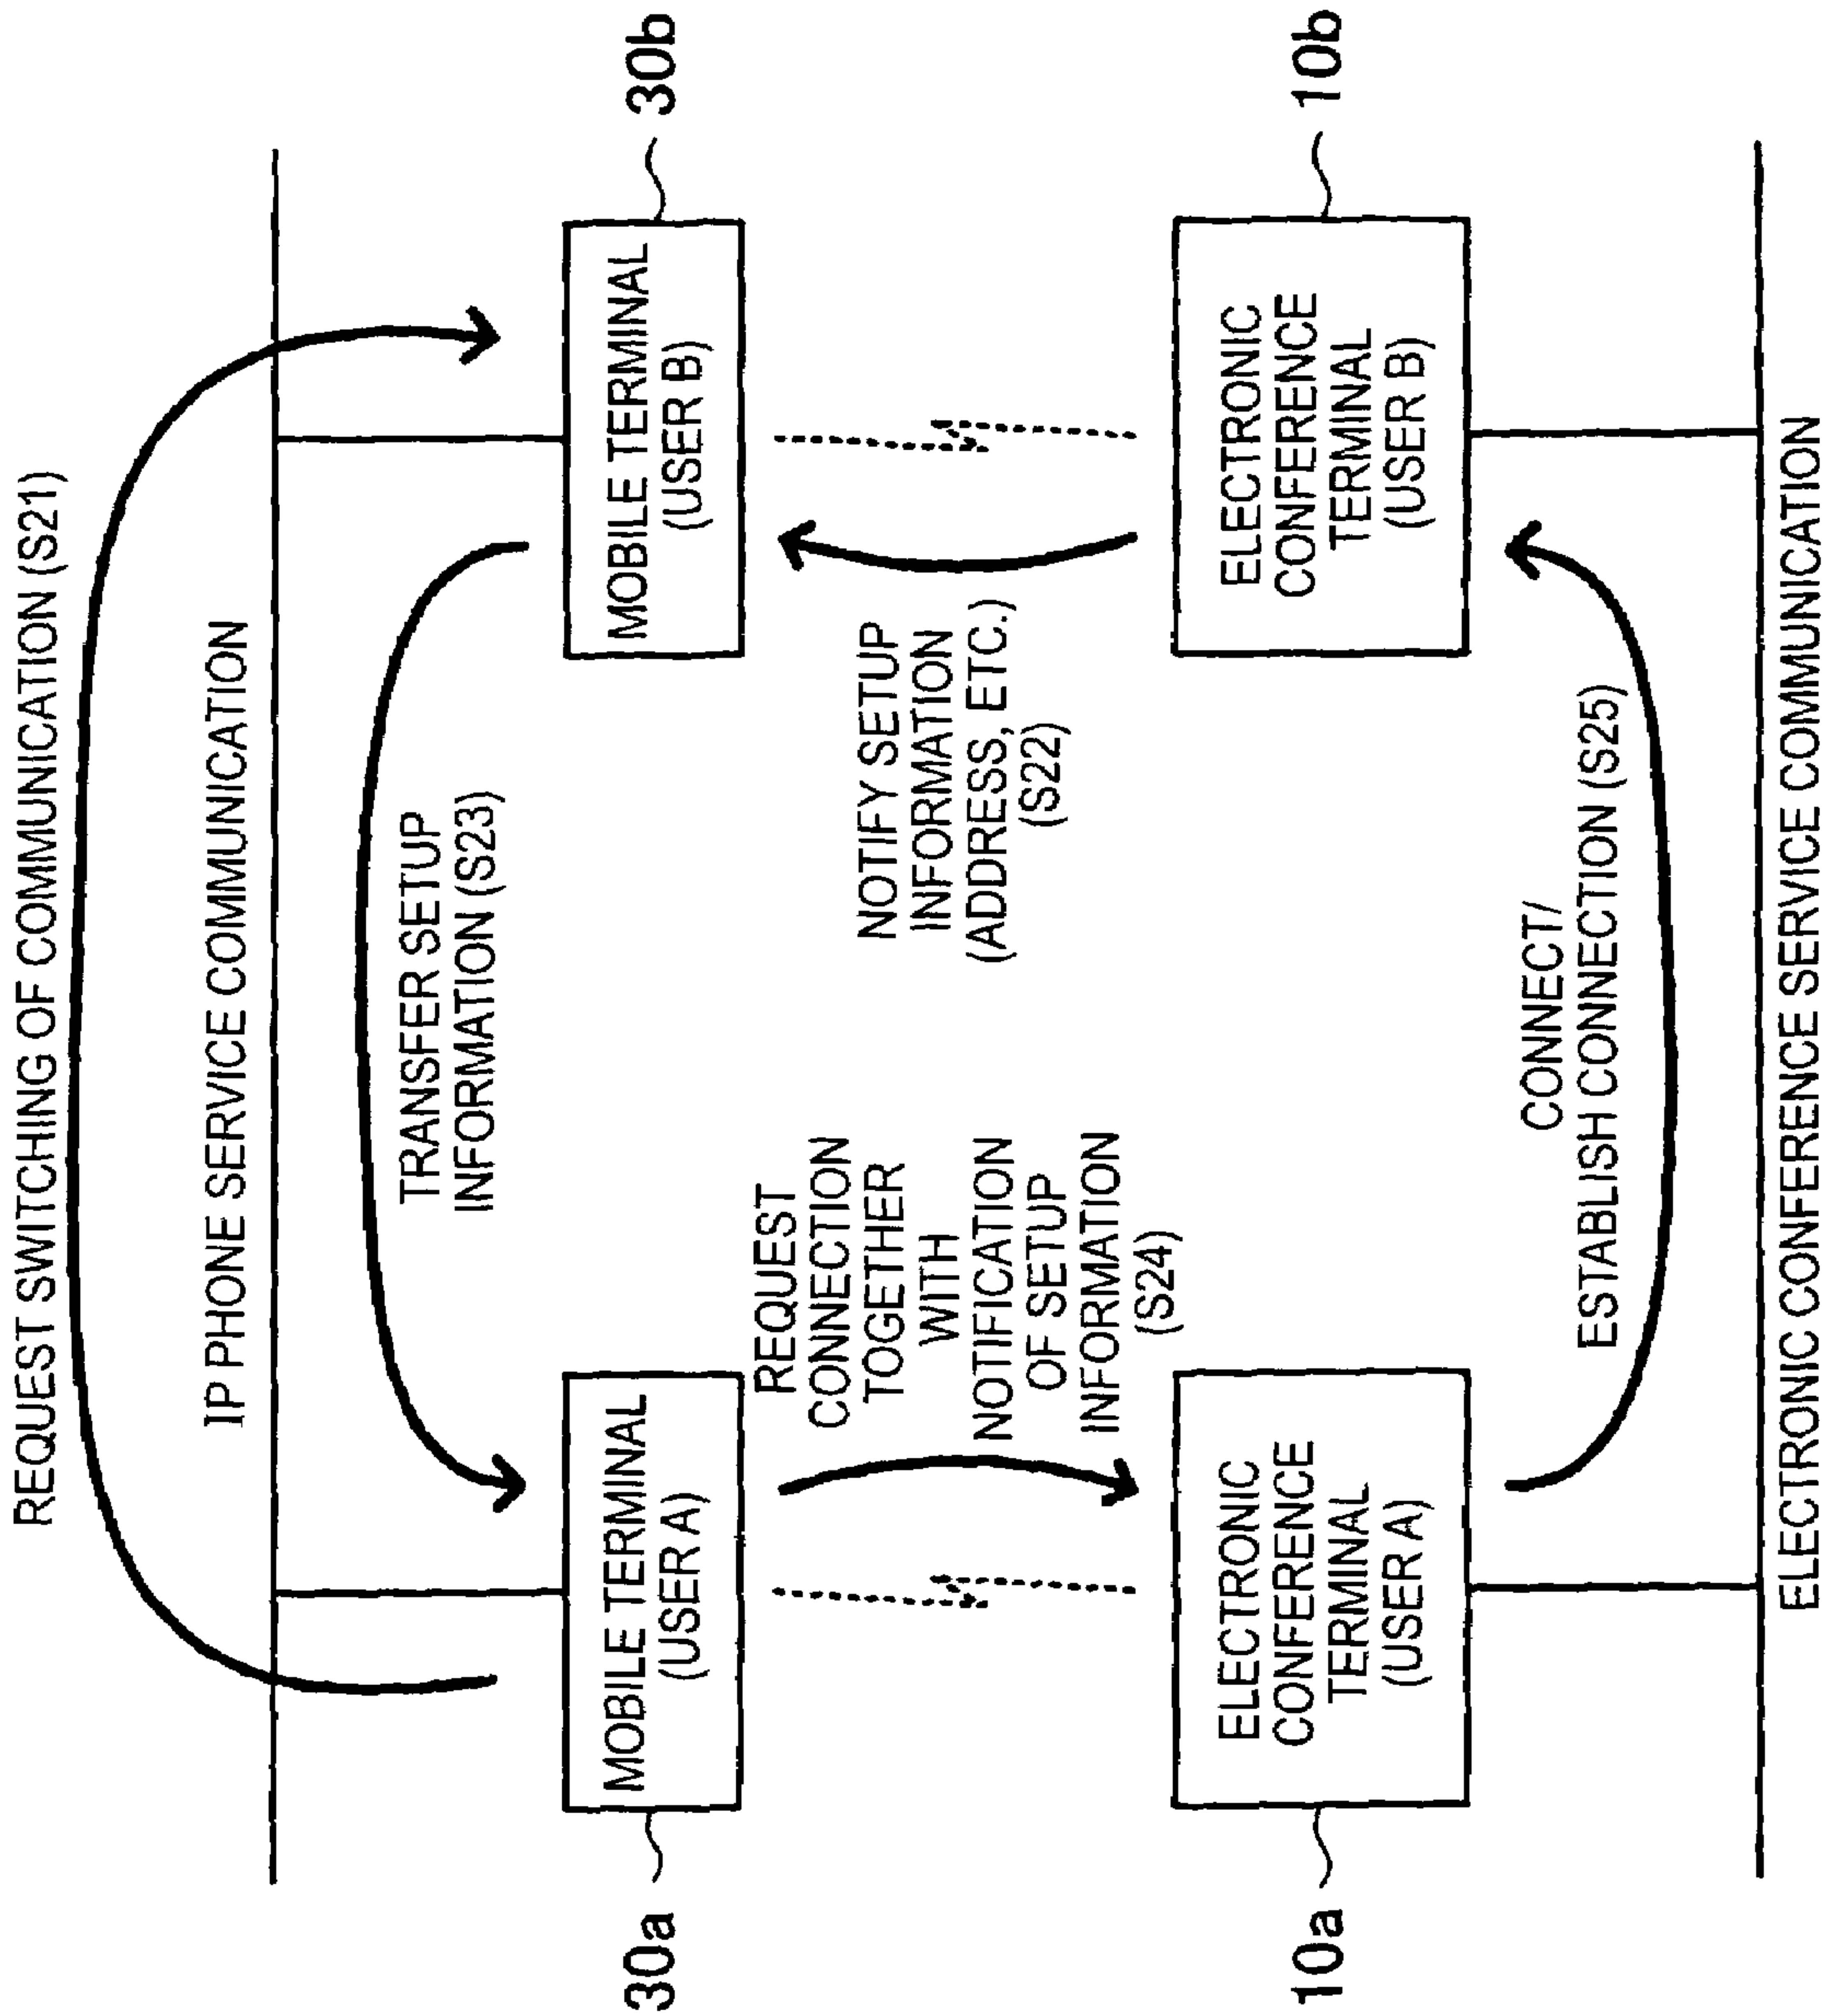 REQUEST SWITCHING OF COMMUNICATION (S21)
IP PHONE SERVICE COMMUNICATION
TRANSFER SETUP
INFORMATION (S23)
30a
MOBILE TERMINAL
(USER A)
MOBILE TERMINAL
(USER B)
30b
REQUEST
CONNECTION
TOGETHER
WITH
NOTIFICATION
OF SETUP
INFORMATION
(S24)
NOTIFY SETUP
INFORMATION
(ADDRESS, ETC.)
(S22)
10a
ELECTRONIC
CONFERENCE
TERMINAL
(USER A)
ELECTRONIC
CONFERENCE
TERMINAL
(USER B)
10b
CONNECT/
ESTABLISH CONNECTION (S25)
ELECTRONIC CONFERENCE SERVICE COMMUNICATION